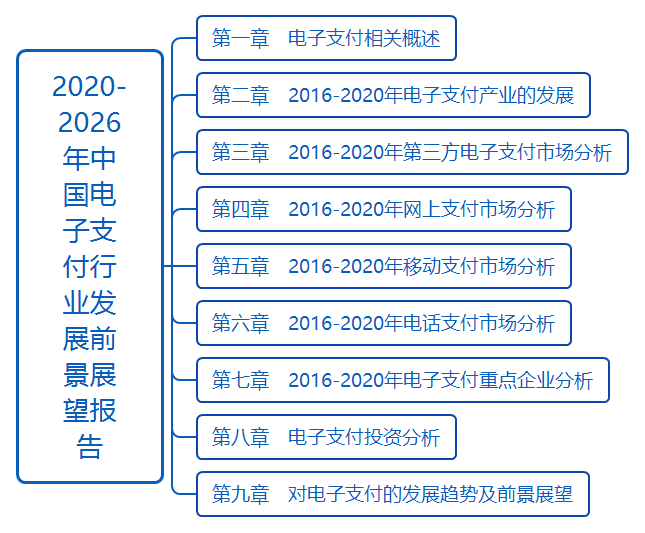 2020-
2026
年中
国电
子支
付行
业发
展前
景展
望报
告
第一章 电子支付相关概述
第二章 2016-2020年电子支付产业的发展
第三章 2016-2020年第三方电子支付市场分析
第四章 2016-2020年网上支付市场分析
第五章 2016-2020年移动支付市场分析
第六章 2016-2020年电话支付市场分析
第七章 2016-2020年电子支付重点企业分析
第八章 电子支付投资分析
第九章 对电子支付的发展趋势及前景展望